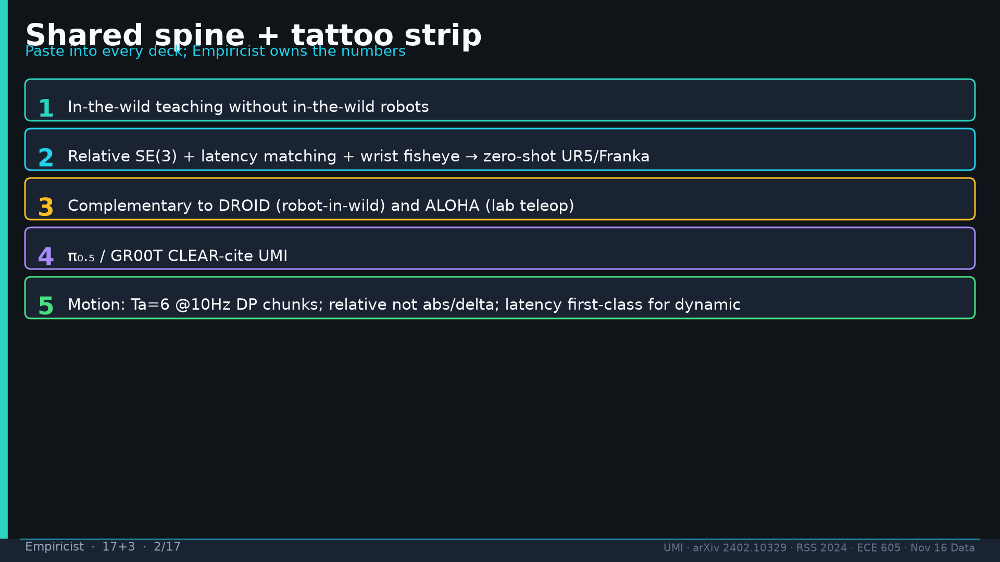 Shared spine + tattoo strip
Paste into every deck; Empiricist owns the numbers
1 In-the-wild teaching without in-the-wild robots
2 Relative SE(3) + latency matching + wrist fisheye → zero-shot UR5/Franka
3 Complementary to DROID (robot-in-wild) and ALOHA (lab teleop)
4 π₀.₅ / GR00T CLEAR-cite UMI
5 Motion: Ta=6 @10Hz DP chunks; relative not abs/delta; latency first-class for dynamic
Empiricist · 17+3 · 2/17
UMI · arXiv 2402.10329 · RSS 2024 · ECE 605 · Nov 16 Data